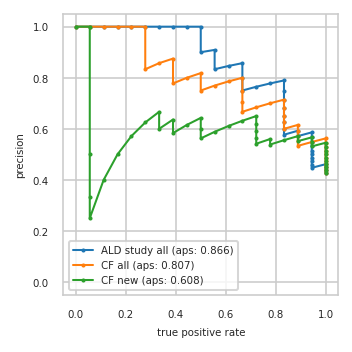 1.0
0.8
0.6
0.4
0.2
0.0
precision
ALD study all (aps: 0.866)
CF all (aps: 0.807)
CF new (aps: 0.608)
0.0 0.2 0.4 0.6 0.8 1.0
true positive rate